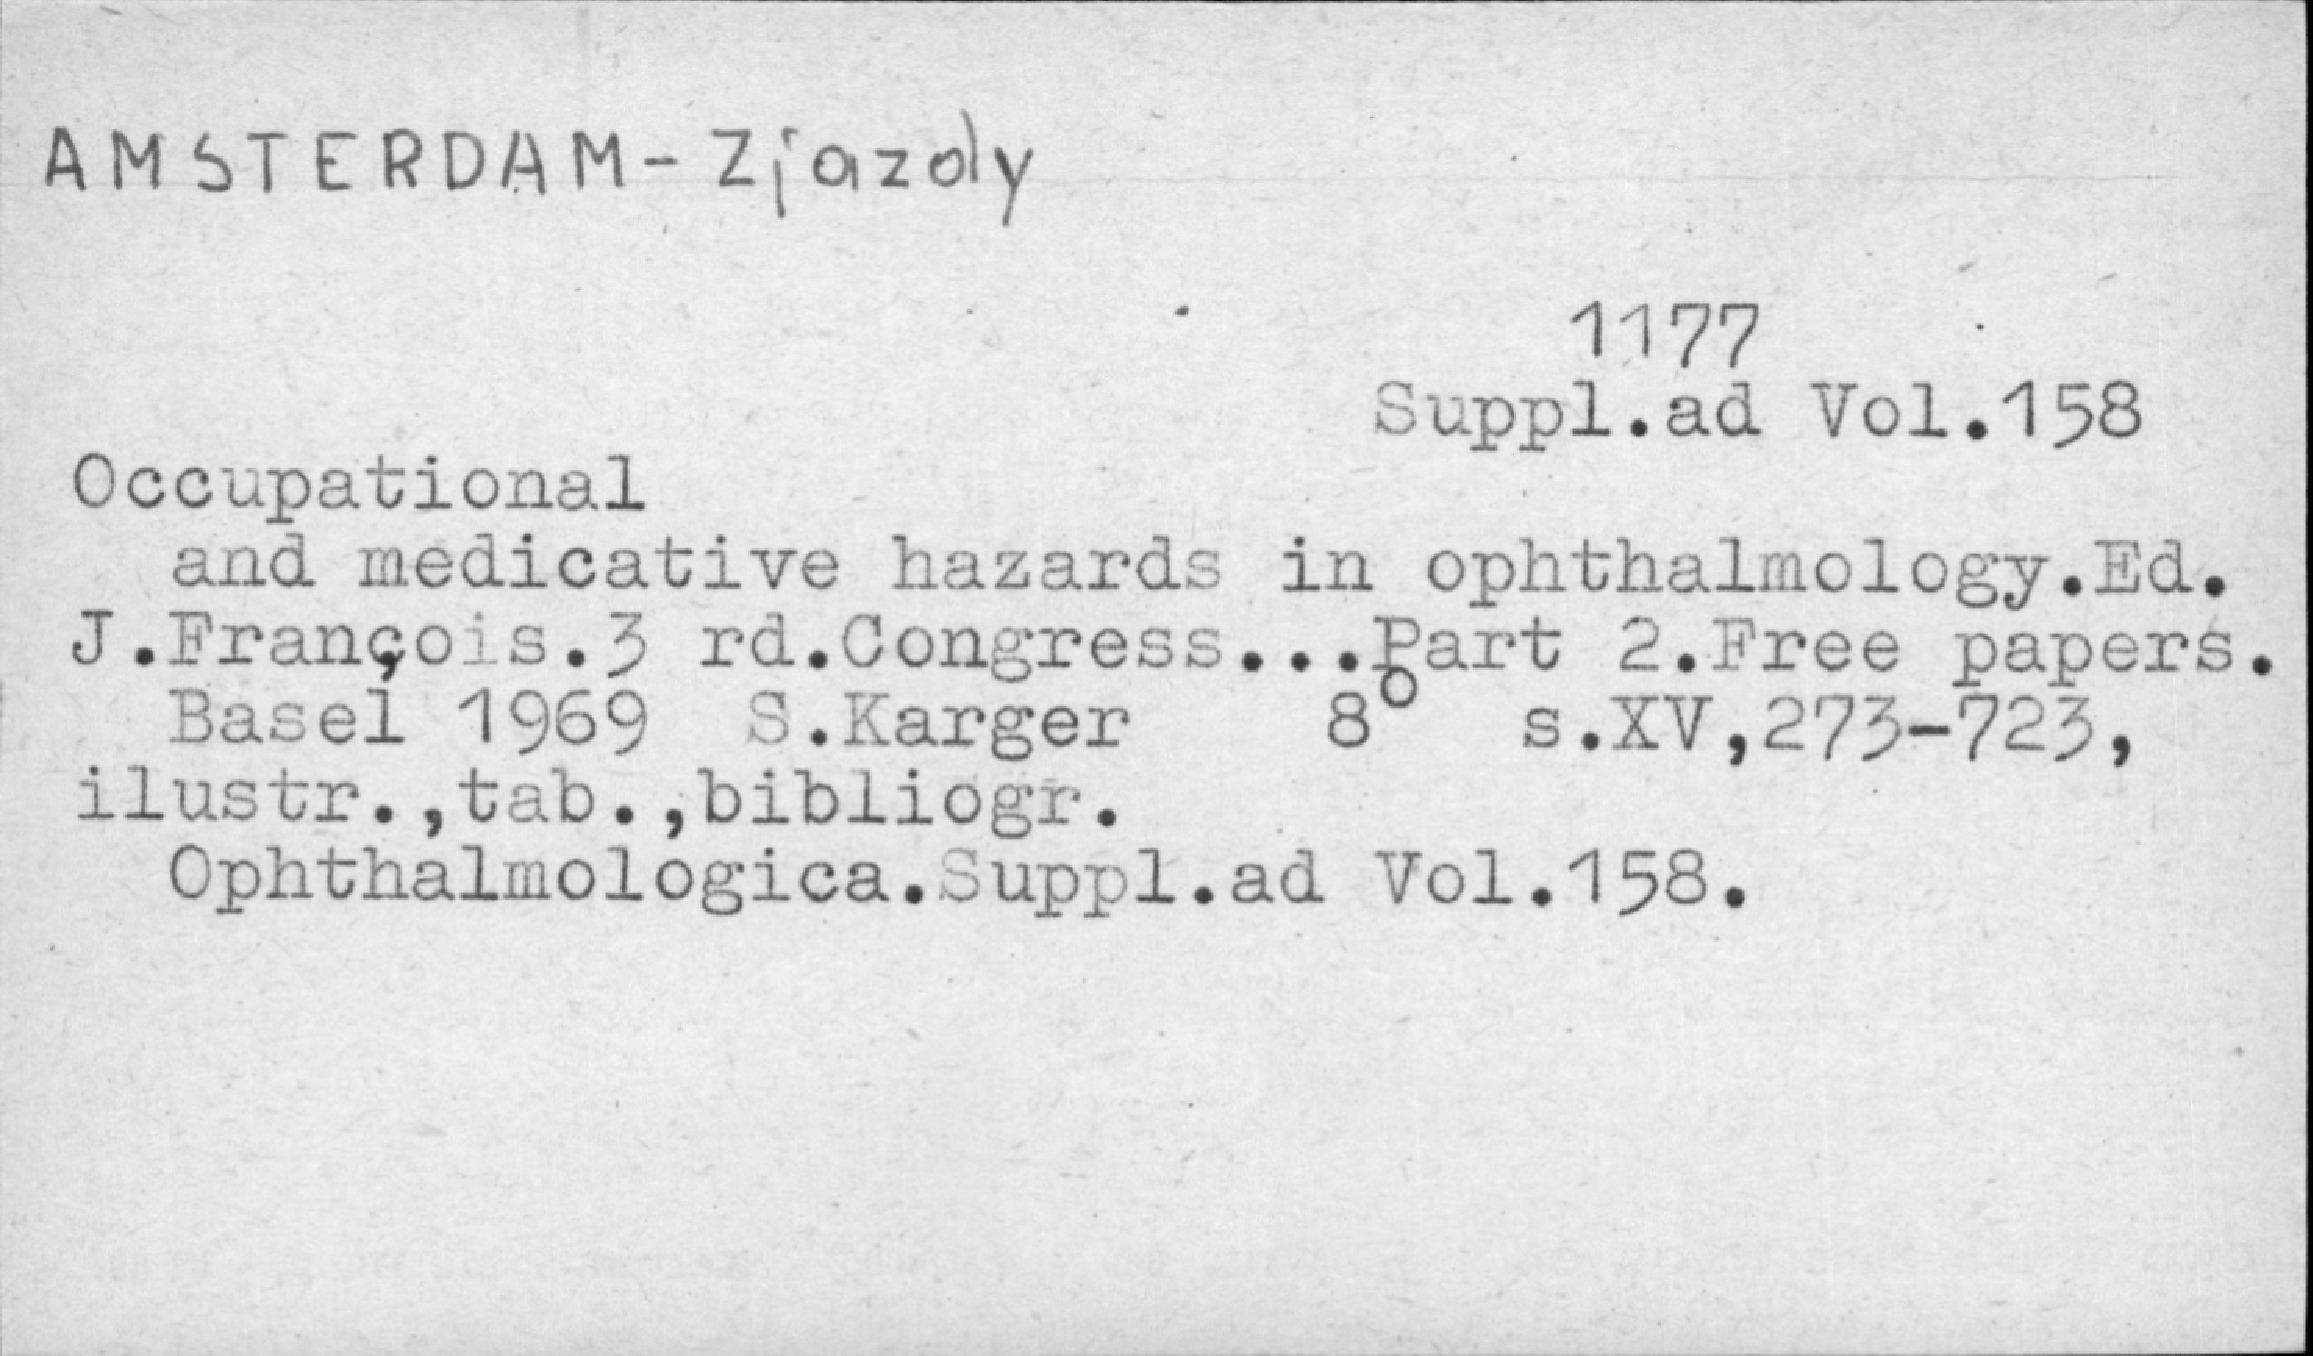 AMSTERDAM-Zjazdy
1177
Suppl.ad Vol.158
Occupational
and medicative hazards in ophthalmology.Ed.
J.François.3 rd.Congress...Part 2.Free papers.
Basel 1969 S.Karger 8° s.XV,273-723,
ilustr.,tab.,bibliogr.
Ophthalmologica.Suppl.ad Vol.158.